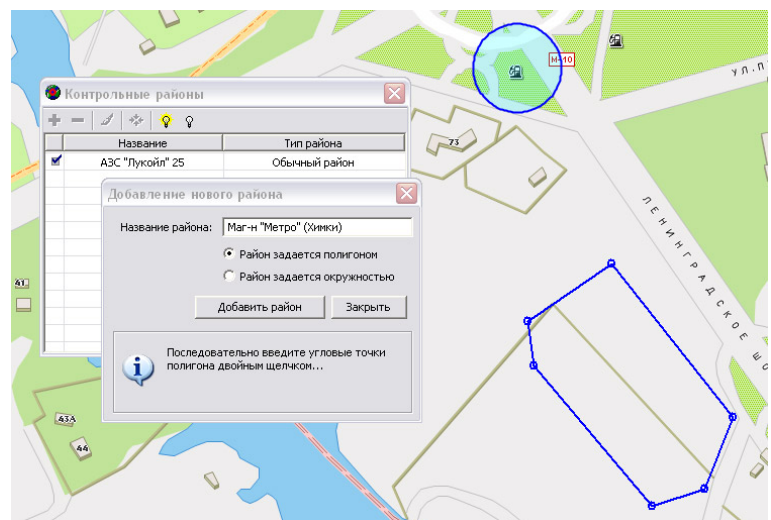 M-10
УЛ.П
Контрольные районы
Название Тип района
АЗС "Лукойл" 25 Обычный район
73
Добавление нового района
Название района: Маг-н "Метро" (Химки)
Район задается полигоном
Район задается окружностью
Добавить район Закрыть
Последовательно введите угловые точки
полигона двойным щелчком...
ЛЕНИНГРАДСКОЕ ШО
41
43А
44